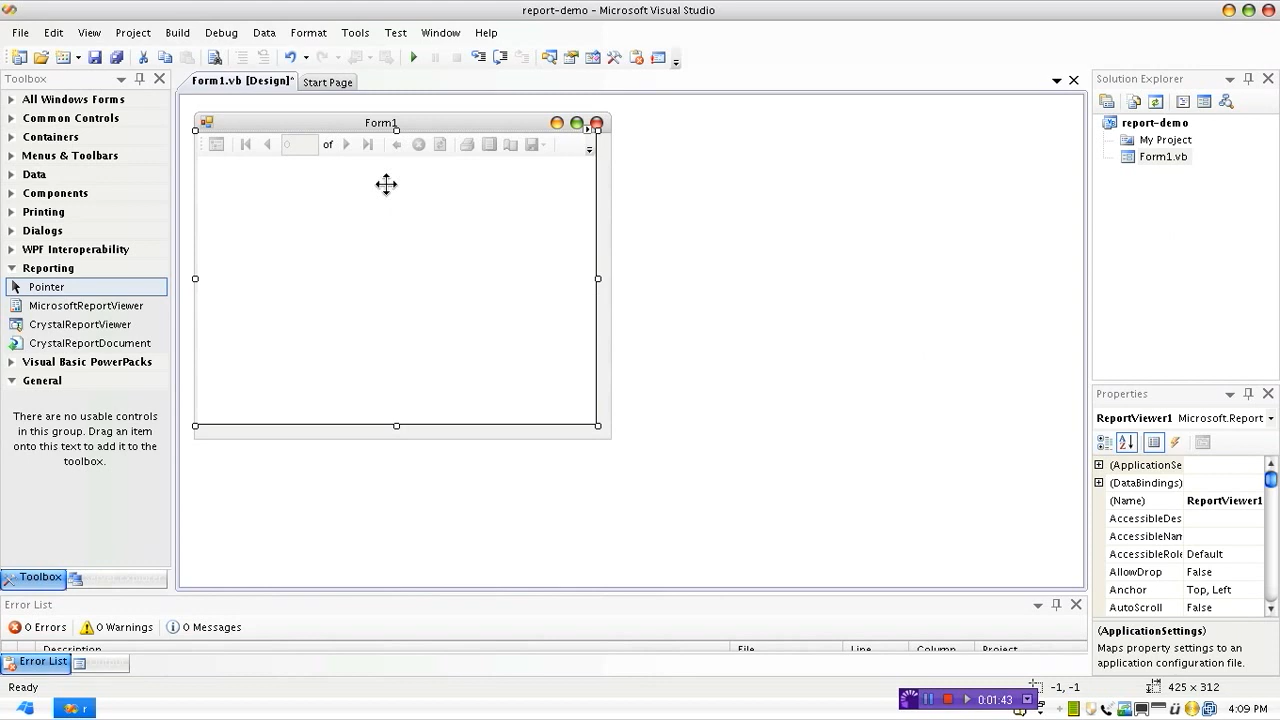 report-demo - Microsoft Visual Studio
File Edit View Project Build Debug Data Format Tools Test Window Help
Toolbox
All Windows Forms
Common Controls
Containers
Menus & Toolbars
Data
Components
Printing
Dialogs
WPF Interoperability
Reporting
Pointer
MicrosoftReportViewer
CrystalReportViewer
CrystalReportDocument
Visual Basic PowerPacks
General
There are no usable controls
in this group. Drag an item
onto this text to add it to the
toolbox.
Toolbox
Form1.vb [Design]* Start Page
Form1
0 of
Solution Explorer
report-demo
My Project
Form1.vb
Properties
ReportViewer1 Microsoft.Report
(ApplicationSe
(DataBindings)
(Name) ReportViewer1
AccessibleDes
AccessibleNam
AccessibleRole Default
AllowDrop False
Anchor Top, Left
AutoScroll False
(ApplicationSettings)
Maps property settings to an
application configuration file.
Error List
0 Errors 0 Warnings 0 Messages
Description File Line Column Project
Error List
Ready -1, -1 425 x 312
r 0:01:43 4:09 PM